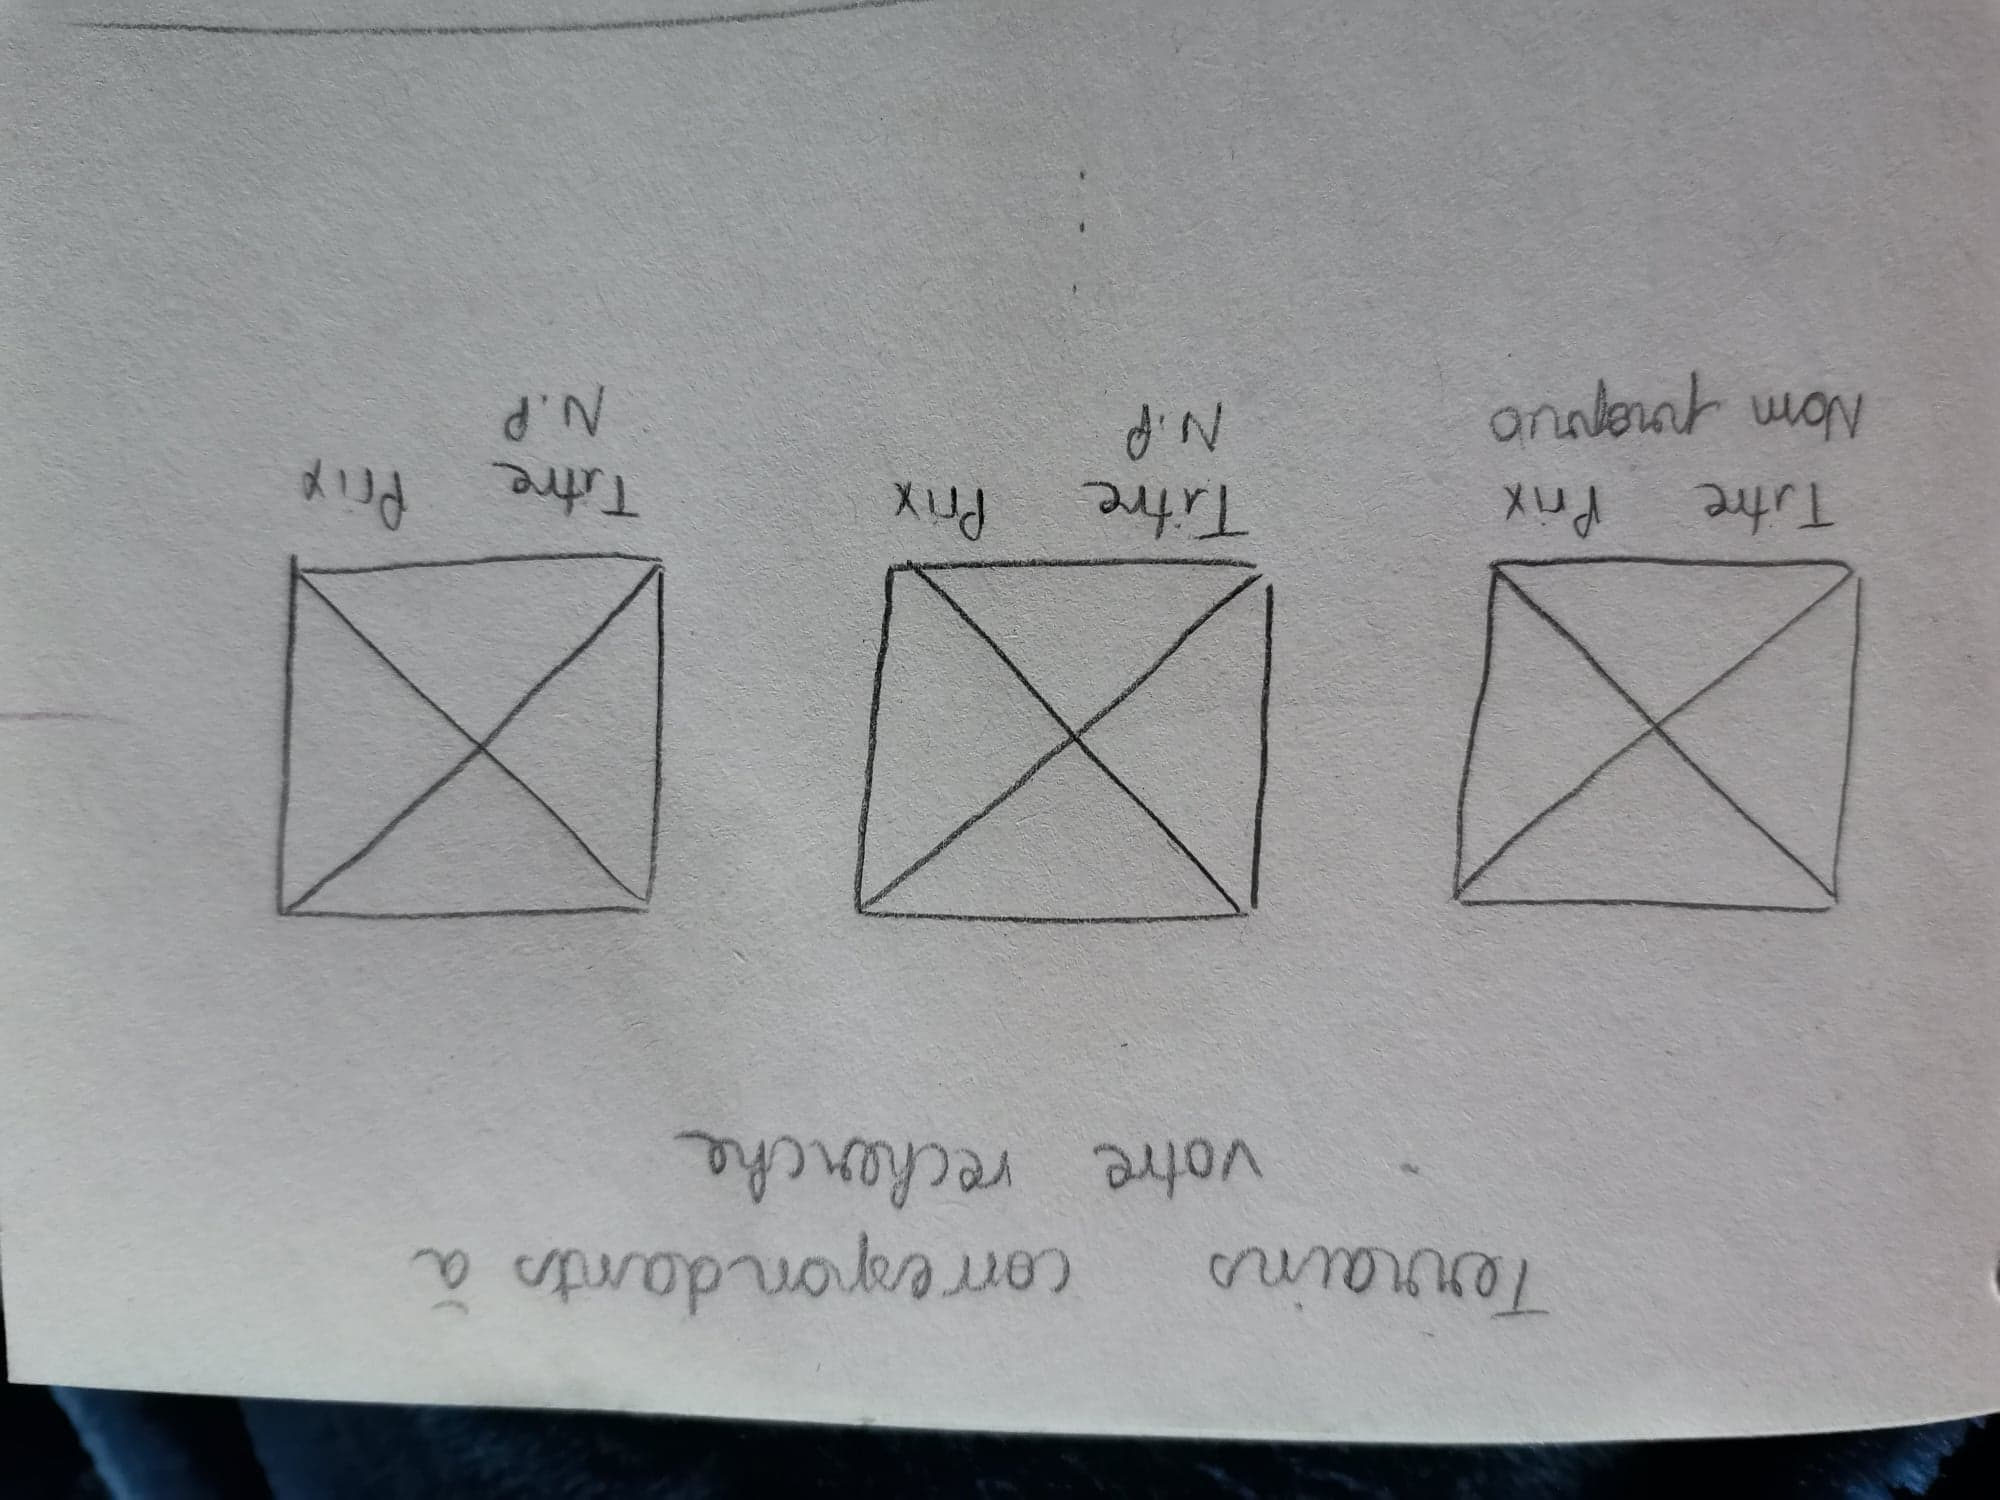 Terrains correspondants à
votre recherche
Titre Prix
Nom proprio
Titre Prix
N.P
Titre Prix
N.P